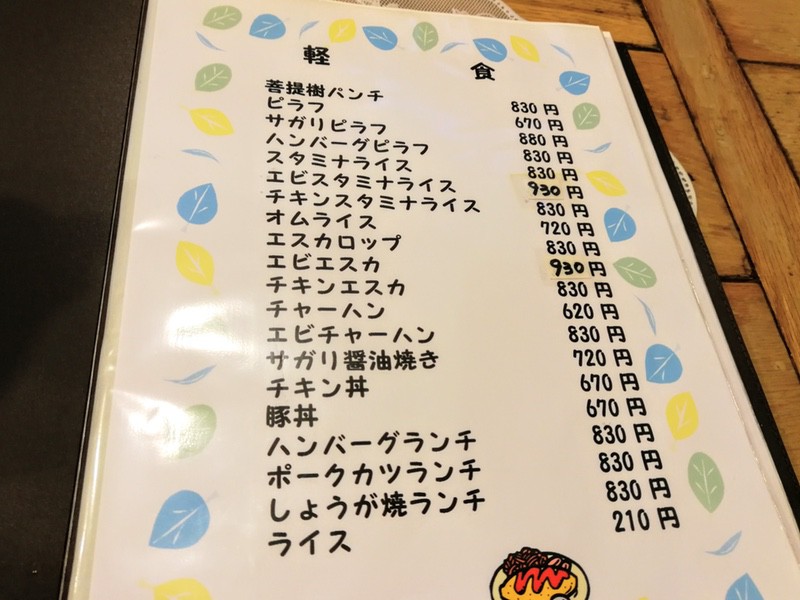 軽食
菩提樹パンチ 830円
ピラフ 670円
サガリピラフ 880円
ハンバーグピラフ 830円
スタミナライス 830円
エビスタミナライス 930円
チキンスタミナライス 830円
オムライス 720円
エスカロップ 830円
エビエスカ 930円
チキンエスカ 830円
チャーハン 620円
エビチャーハン 830円
サガリ醤油焼き 720円
チキン丼 670円
豚丼 670円
ハンバーグランチ 830円
ポークカツランチ 830円
しょうが焼ランチ 830円
ライス 210円